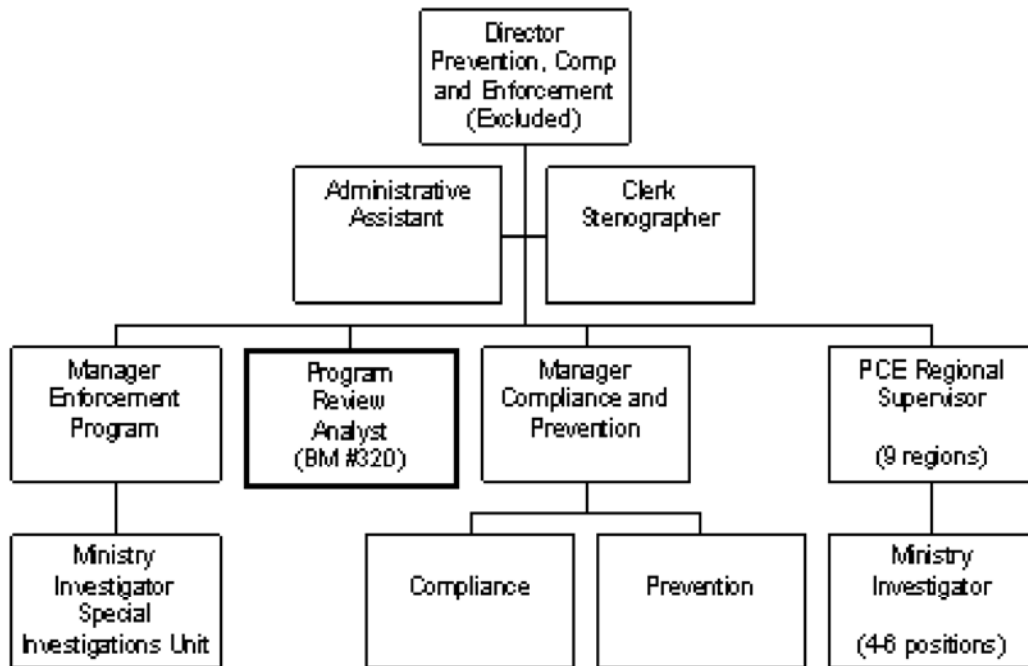 Director
Prevention, Comp
and Enforcement
(Excluded)
Administrative
Assistant
Clerk
Stenographer
Manager
Enforcement
Program
Program
Review
Analyst
(BM #320)
Manager
Compliance and
Prevention
PCE Regional
Supervisor
(9 regions)
Ministry
Investigator
Special
Investigations Unit
Compliance
Prevention
Ministry
Investigator
(4-6 positions)